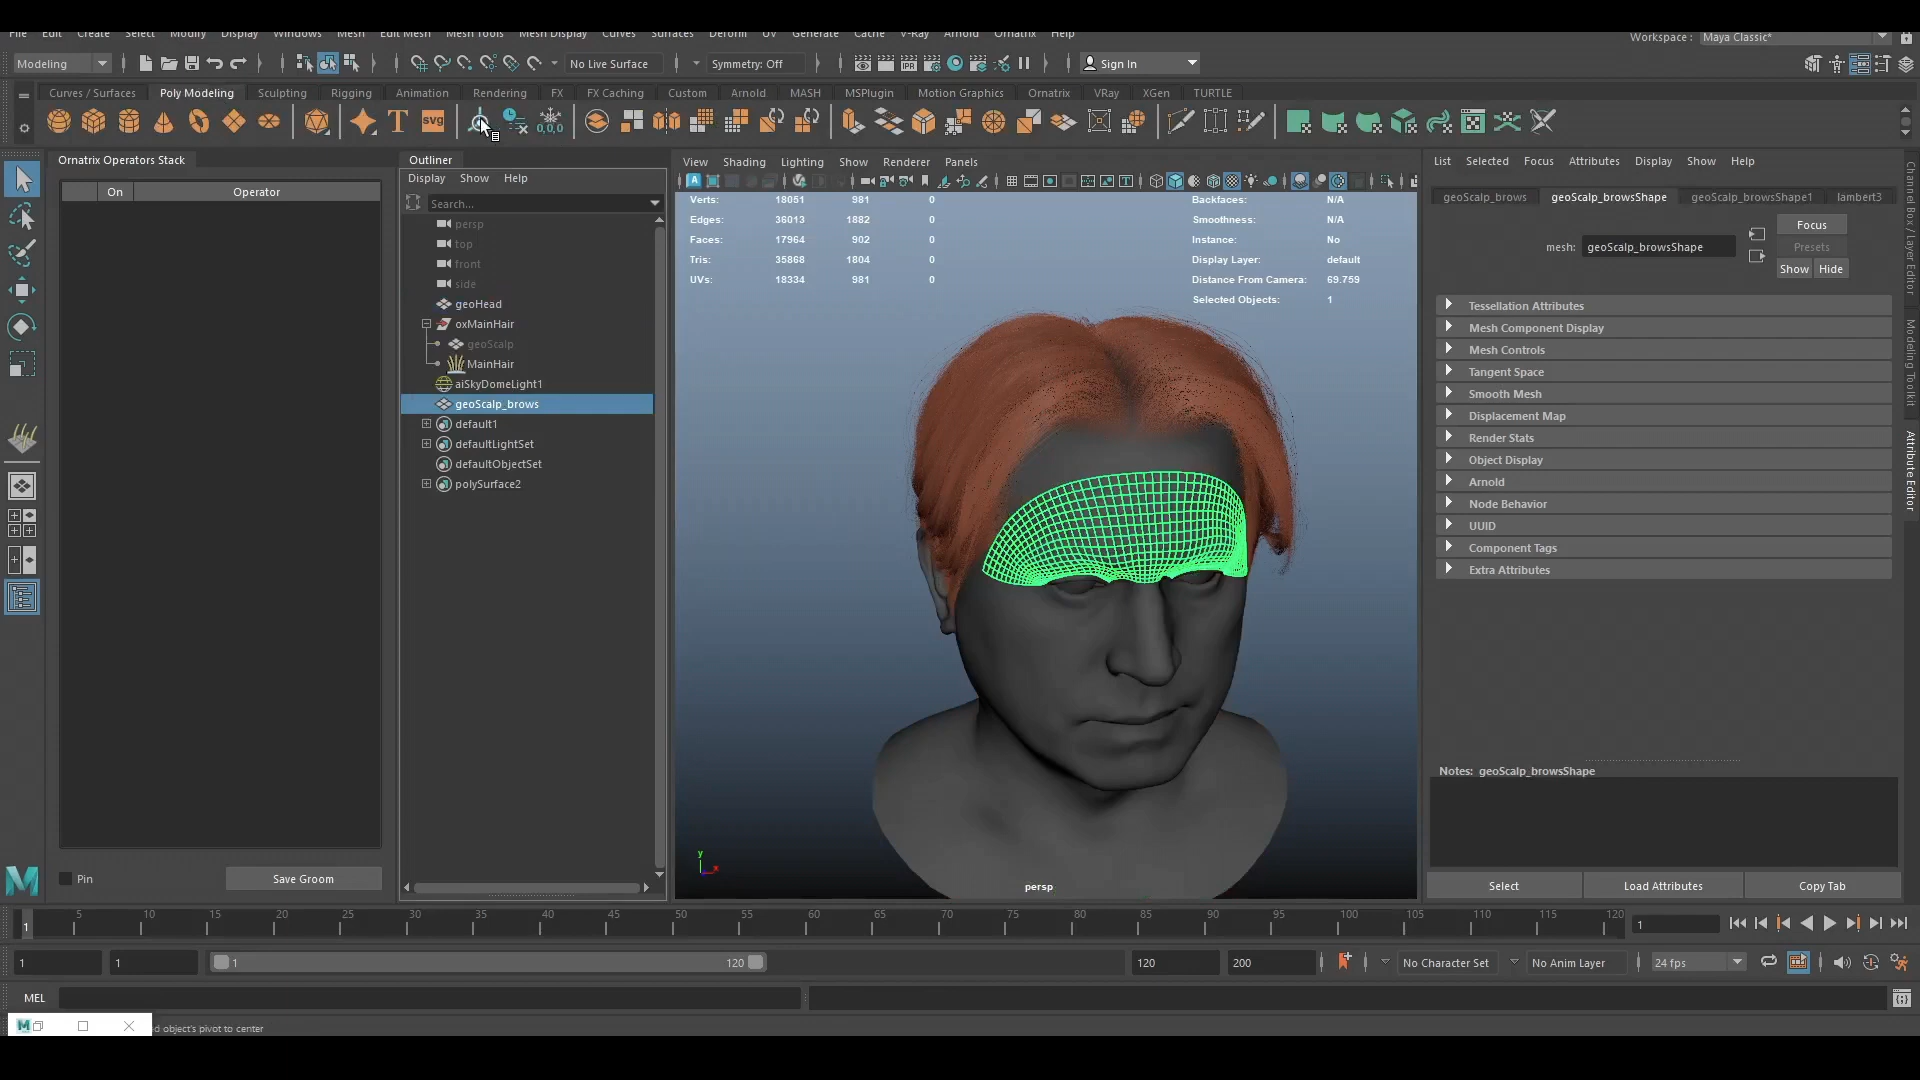 File Edit Create Select Modify Display Windows Mesh Edit Mesh Mesh Tools Mesh Display Curves Surfaces Deform UV Generate Cache V-Ray Arnold Ornatrix Help
Workspace : Maya Classic*
Modeling No Live Surface Symmetry: Off Sign In
Curves / Surfaces Poly Modeling Sculpting Rigging Animation Rendering FX FX Caching Custom Arnold MASH MSPlugin Motion Graphics Ornatrix VRay XGen TURTLE
T svg 0,0,0
Ornatrix Operators Stack
On Operator
Pin Save Groom
Outliner
Display Show Help
Search...
persp
top
front
side
geoHead
oxMainHair
geoScalp
MainHair
aiSkyDomeLight1
geoScalp_brows
default1
defaultLightSet
defaultObjectSet
polySurface2
View Shading Lighting Show Renderer Panels
Verts: 18051 981 0
Edges: 36013 1882 0
Faces: 17964 902 0
Tris: 35868 1804 0
UVs: 18334 981 0
Backfaces: N/A
Smoothness: N/A
Instance: No
Display Layer: default
Distance From Camera: 69.759
Selected Objects: 1
y
x
persp
List Selected Focus Attributes Display Show Help
geoScalp_brows geoScalp_browsShape geoScalp_browsShape1 lambert3
Focus
mesh: geoScalp_browsShape
Presets
Show Hide
Tessellation Attributes
Mesh Component Display
Mesh Controls
Tangent Space
Smooth Mesh
Displacement Map
Render Stats
Object Display
Arnold
Node Behavior
UUID
Component Tags
Extra Attributes
Notes: geoScalp_browsShape
Select Load Attributes Copy Tab
Channel Box / Layer Editor
Modeling Toolkit
Attribute Editor
1 5 10 15 20 25 30 35 40 45 50 55 60 65 70 75 80 85 90 95 100 105 110 115 120 1
1 1 1 120 120 200 No Character Set No Anim Layer 24 fps
MEL
d object's pivot to center